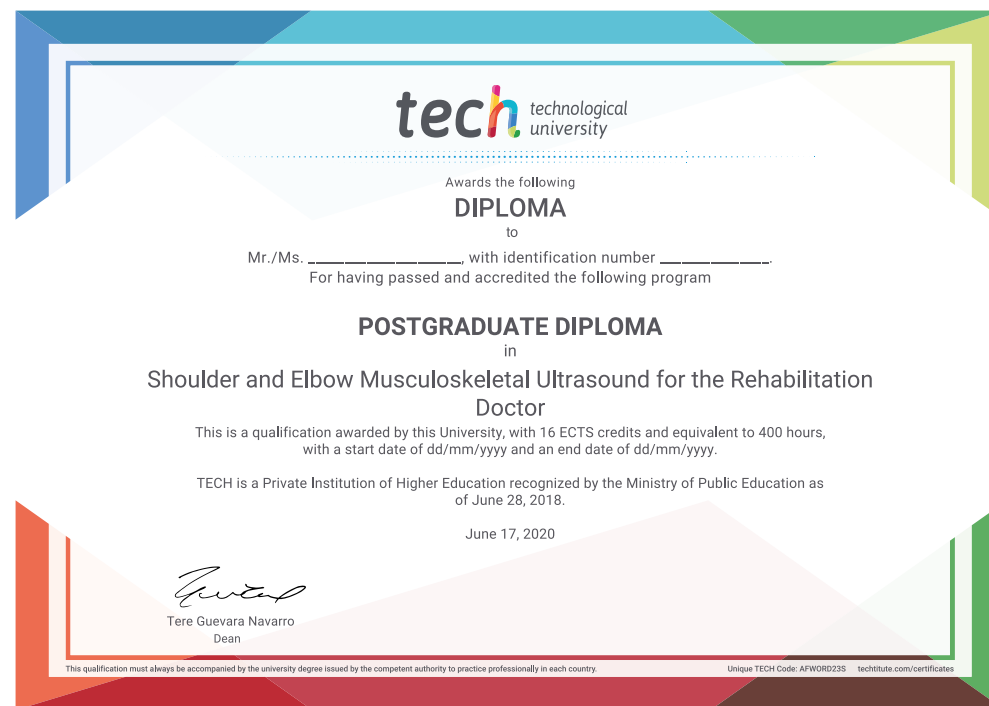 tech technological
university
Awards the following
DIPLOMA
to
Mr./Ms. ____________________, with identification number ______________.
For having passed and accredited the following program
POSTGRADUATE DIPLOMA
in
Shoulder and Elbow Musculoskeletal Ultrasound for the Rehabilitation
Doctor
This is a qualification awarded by this University, with 16 ECTS credits and equivalent to 400 hours,
with a start date of dd/mm/yyyy and an end date of dd/mm/yyyy.
TECH is a Private Institution of Higher Education recognized by the Ministry of Public Education as
of June 28, 2018.
June 17, 2020
Tere Guevara Navarro
Dean
This qualification must always be accompanied by the university degree issued by the competent authority to practice professionally in each country.
Unique TECH Code: AFWORD23S techtitute.com/certificates